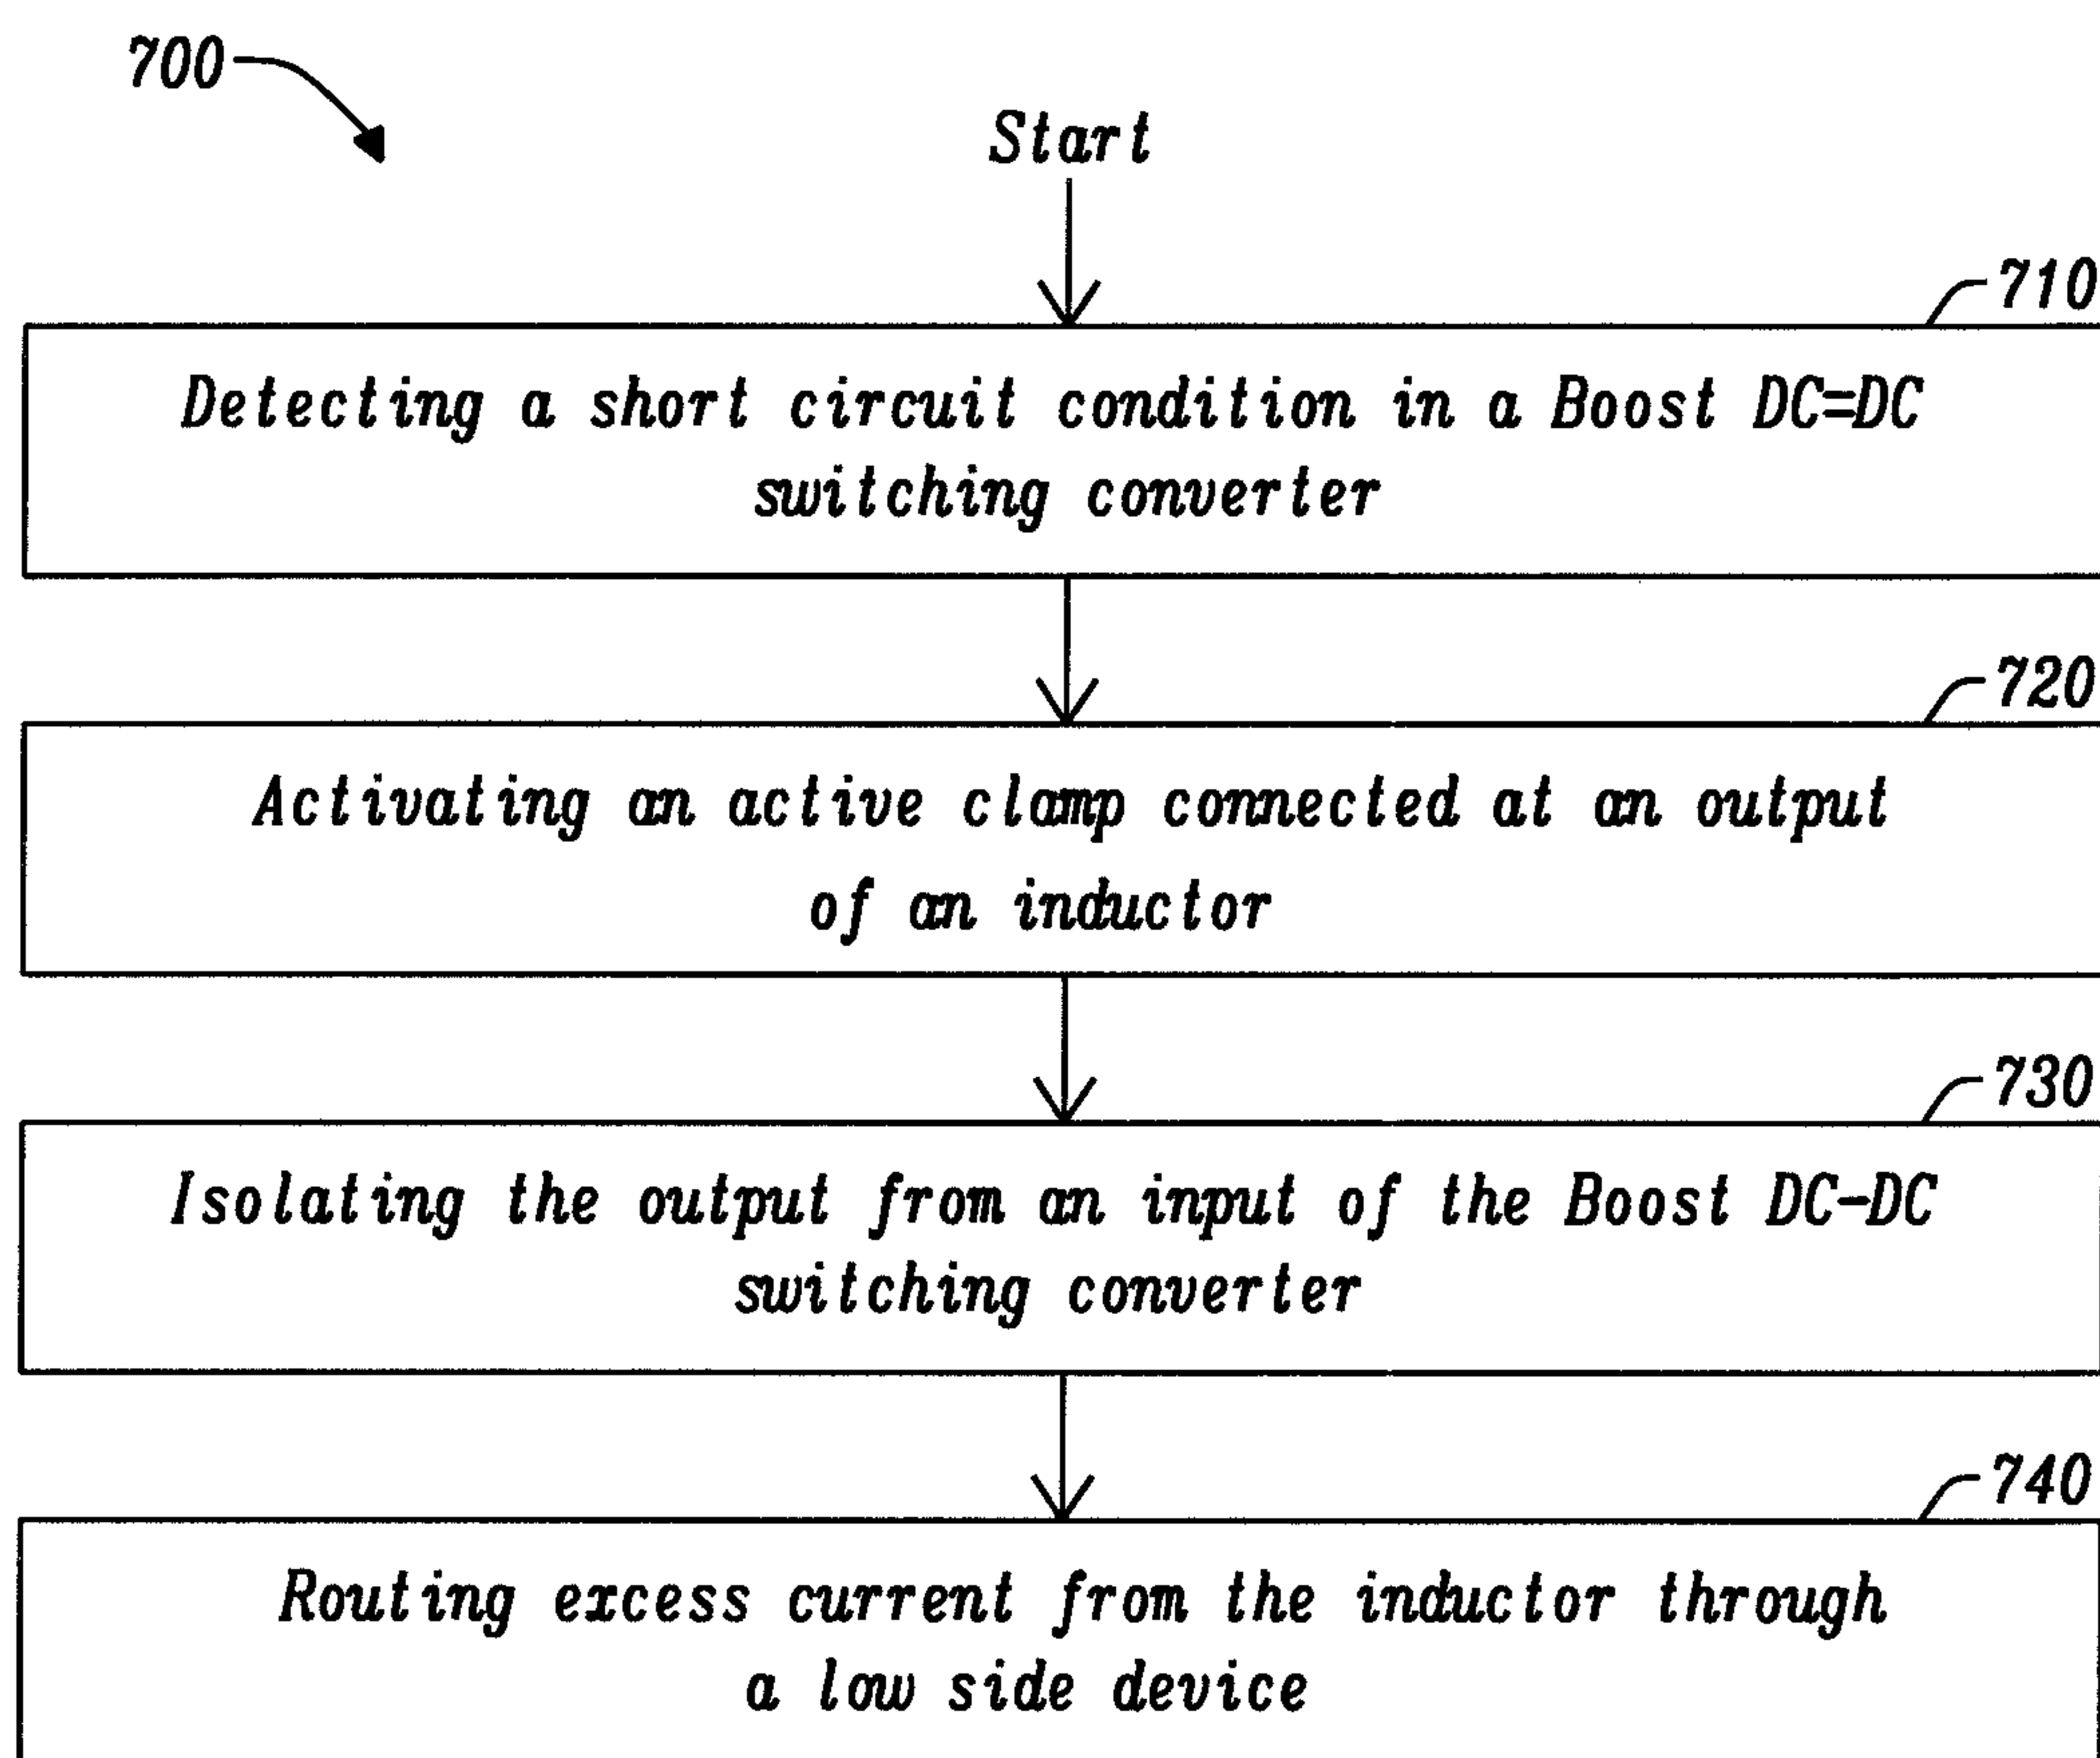 700
Start
710
Detecting a short circuit condition in a Boost DC=DC
switching converter
720
Activating an active clamp connected at an output
of an inductor
730
Isolating the output from an input of the Boost DC-DC
switching converter
740
Routing excess current from the inductor through
a low side device